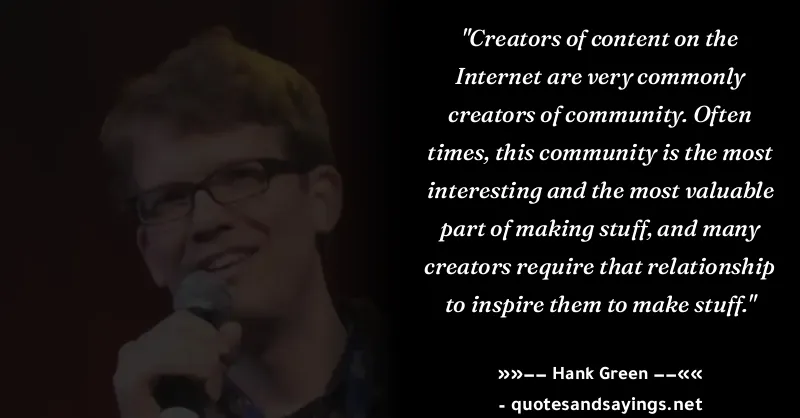 "Creators of content on the
Internet are very commonly
creators of community. Often
times, this community is the most
interesting and the most valuable
part of making stuff, and many
creators require that relationship
to inspire them to make stuff."
»»–– Hank Green ––««
- quotesandsayings.net